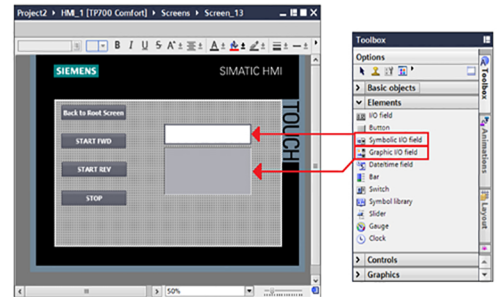 Project2 ▸ HMI_1 [TP700 Comfort] ▸ Screens ▸ Screen_13
B I U S A
SIEMENS
SIMATIC HMI
TOUCH
Back to Root Screen
START FWD
START REV
STOP
50%
Toolbox
Options
Basic objects
Elements
I/O field
Button
Symbolic I/O field
Graphic I/O field
Date/time field
Bar
Switch
Symbol library
Slider
Gauge
Clock
Controls
Graphics
Toolbox
Animations
Layout